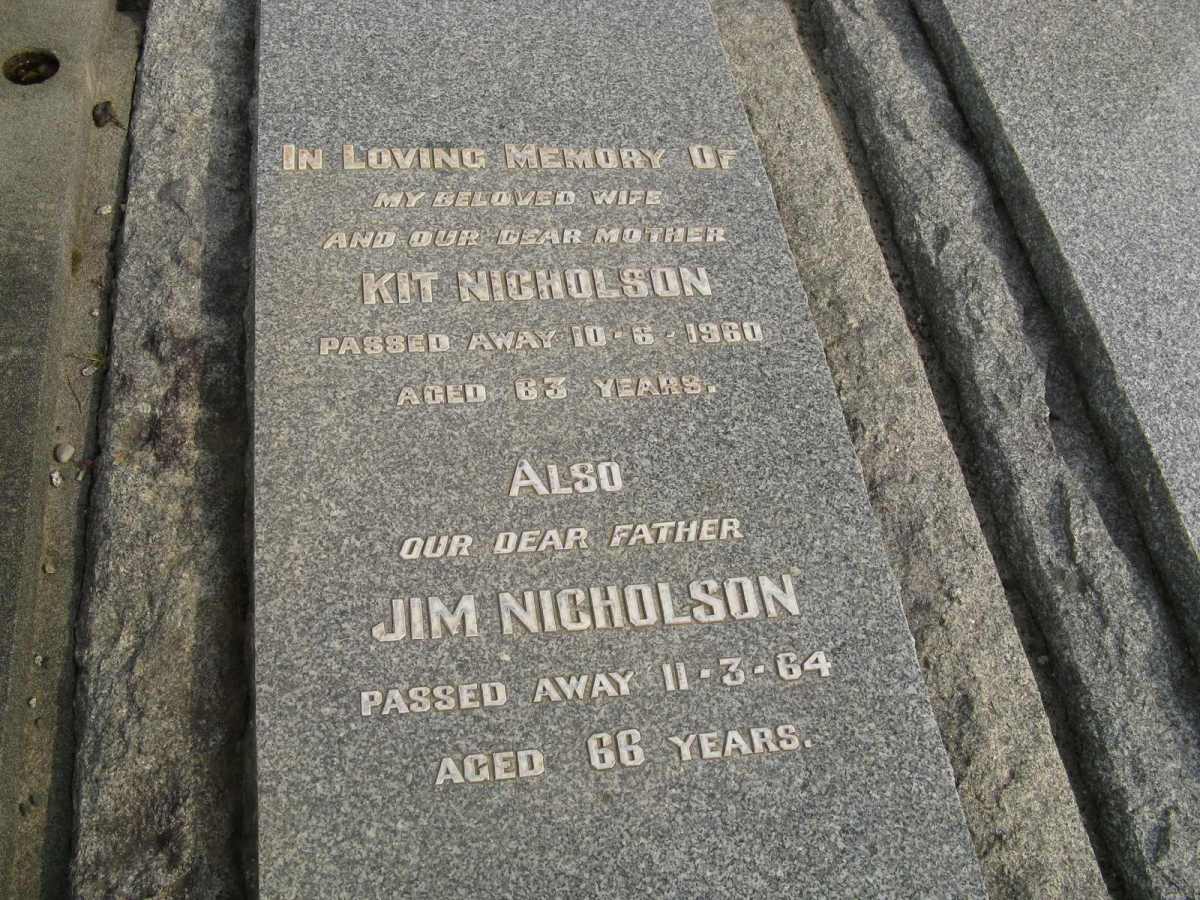 IN LOVING MEMORY OF
MY BELOVED WIFE
AND OUR DEAR MOTHER
KIT NICHOLSON
PASSED AWAY 10-6-1960
AGED 63 YEARS.
ALSO
OUR DEAR FATHER
JIM NICHOLSON
PASSED AWAY 11-3-64
AGED 66 YEARS.